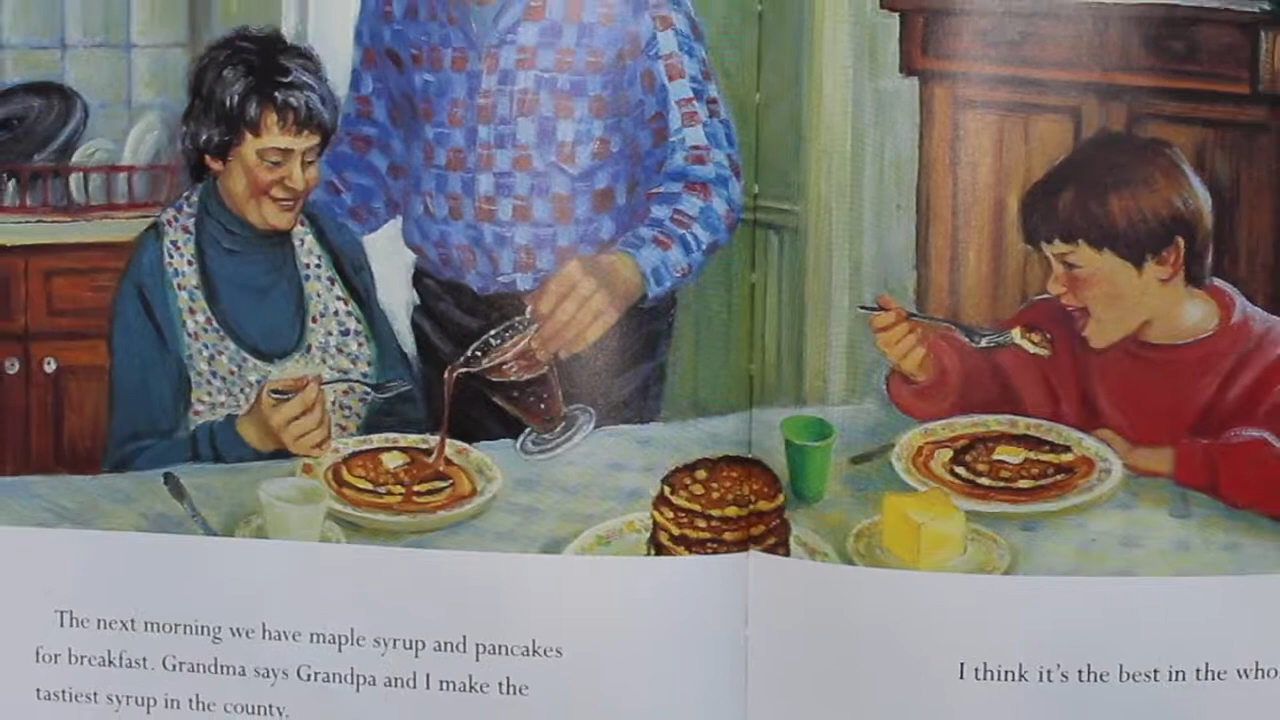 The next morning we have maple syrup and pancakes
for breakfast. Grandma says Grandpa and I make the
tastiest syrup in the county.
I think it's the best in the who